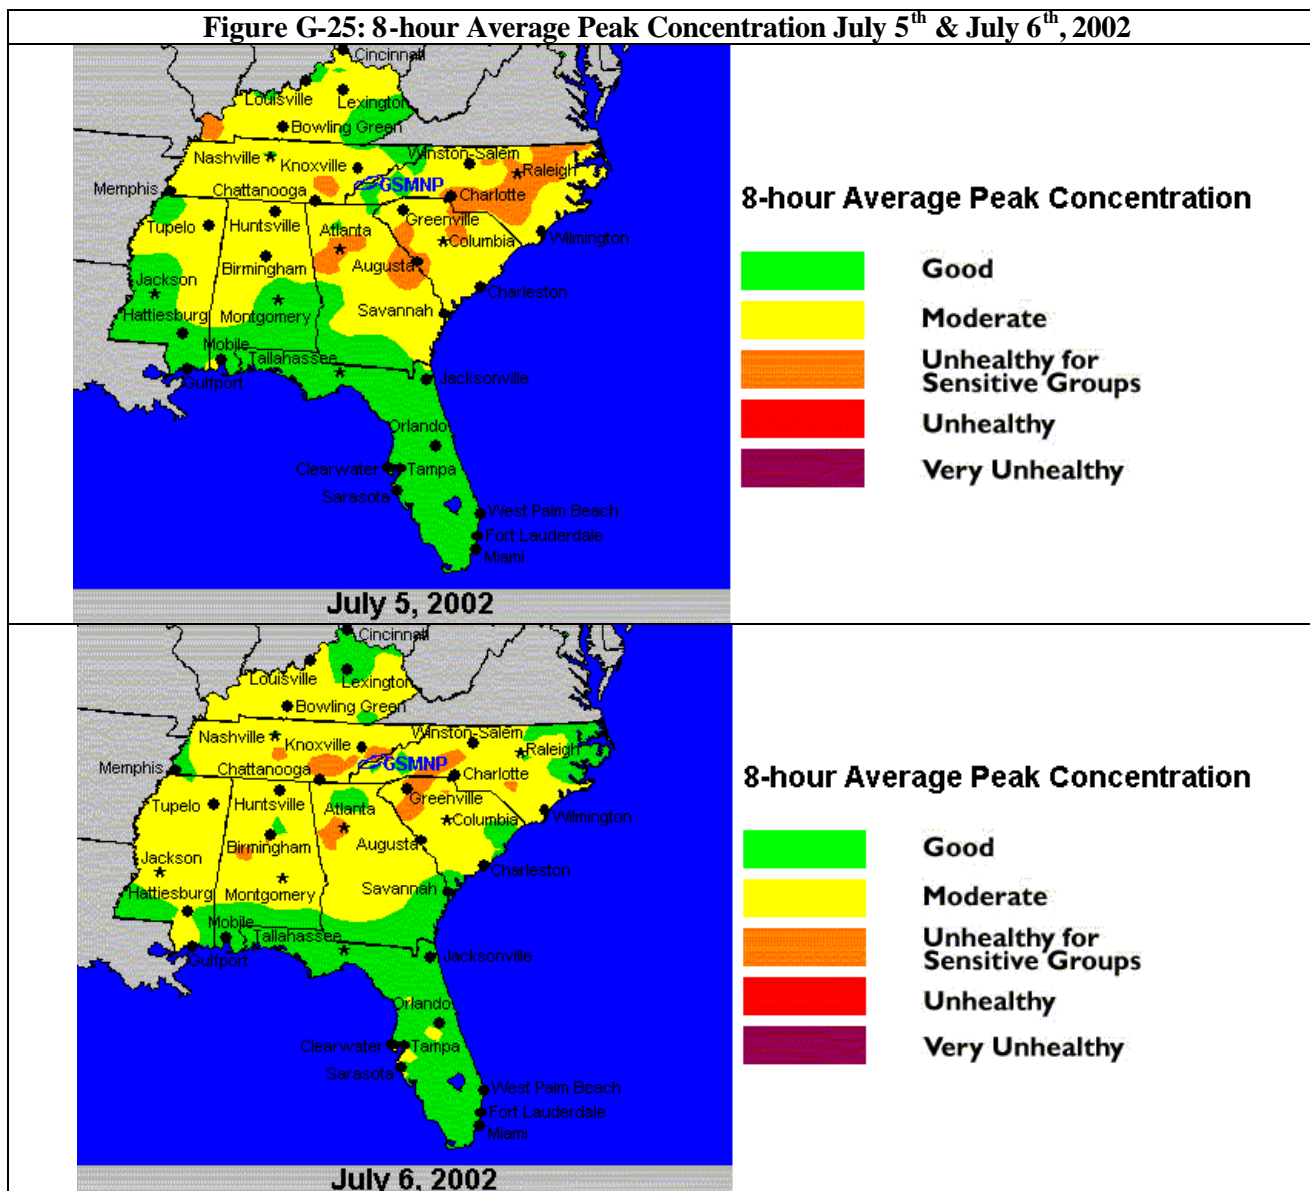 Figure G-25: 8-hour Average Peak Concentration July 5th & July 6th, 2002
Cincinnati
Louisville
Lexington
Bowling Green
Nashville
Knoxville
Winston-Salem
Raleigh
Memphis
Chattanooga
GSMNP
Charlotte
Tupelo
Huntsville
Atlanta
Greenville
Columbia
Wilmington
Birmingham
Augusta
Jackson
Charleston
Hattiesburg
Montgomery
Savannah
Mobile
Tallahassee
Gulfport
Jacksonville
Orlando
Clearwater
Tampa
Sarasota
West Palm Beach
Fort Lauderdale
Miami
July 5, 2002
8-hour Average Peak Concentration
Good
Moderate
Unhealthy for
Sensitive Groups
Unhealthy
Very Unhealthy
Cincinnati
Louisville
Lexington
Bowling Green
Nashville
Knoxville
Winston-Salem
Raleigh
Memphis
Chattanooga
GSMNP
Charlotte
Tupelo
Huntsville
Atlanta
Greenville
Columbia
Wilmington
Birmingham
Augusta
Jackson
Charleston
Hattiesburg
Montgomery
Savannah
Mobile
Tallahassee
Gulfport
Jacksonville
Orlando
Clearwater
Tampa
Sarasota
West Palm Beach
Fort Lauderdale
Miami
July 6, 2002
8-hour Average Peak Concentration
Good
Moderate
Unhealthy for
Sensitive Groups
Unhealthy
Very Unhealthy